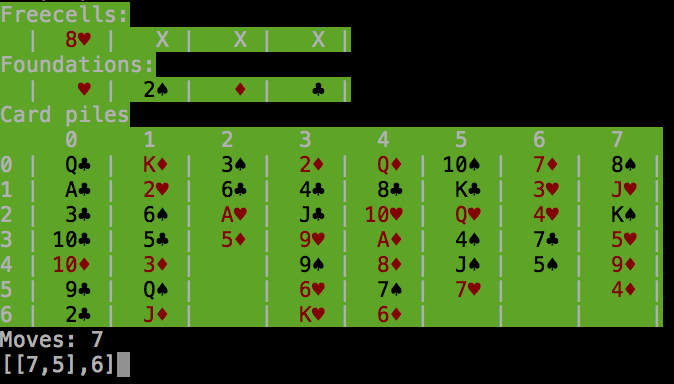 Freecells:
| 8♥ | X | X | X |
Foundations:
| ♥ | 2♠ | ♦ | ♣ |
Card piles
0 1 2 3 4 5 6 7
0 | Q♣ | K♦ | 3♠ | 2♦ | Q♦ | 10♠ | 7♦ | 8♠ |
1 | A♣ | 2♥ | 6♣ | 4♣ | 8♣ | K♣ | 3♥ | J♥ |
2 | 3♣ | 6♠ | A♥ | J♣ | 10♥ | Q♥ | 4♥ | K♠ |
3 | 10♣ | 5♣ | 5♦ | 9♥ | A♦ | 4♠ | 7♣ | 5♥ |
4 | 10♦ | 3♦ | | 9♠ | 8♦ | J♠ | 5♠ | 9♦ |
5 | 9♣ | Q♠ | | 6♥ | 7♠ | 7♥ | | 4♦ |
6 | 2♣ | J♦ | | K♥ | 6♦ | | | |
Moves: 7
[[7,5],6]